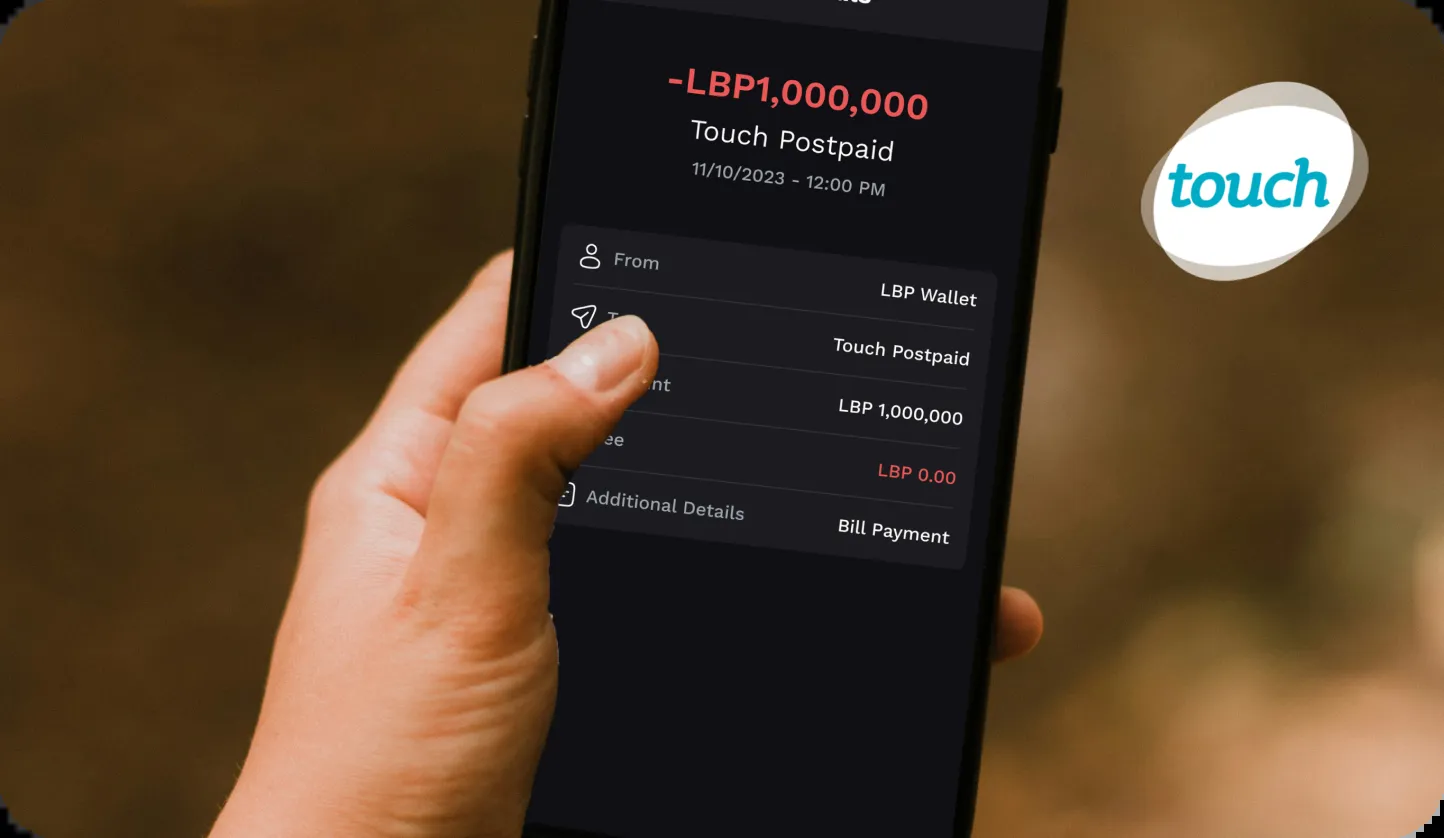 -LBP1,000,000
Touch Postpaid
11/10/2023 - 12:00 PM
touch
From LBP Wallet
Touch Postpaid
LBP 1,000,000
LBP 0.00
Additional Details Bill Payment